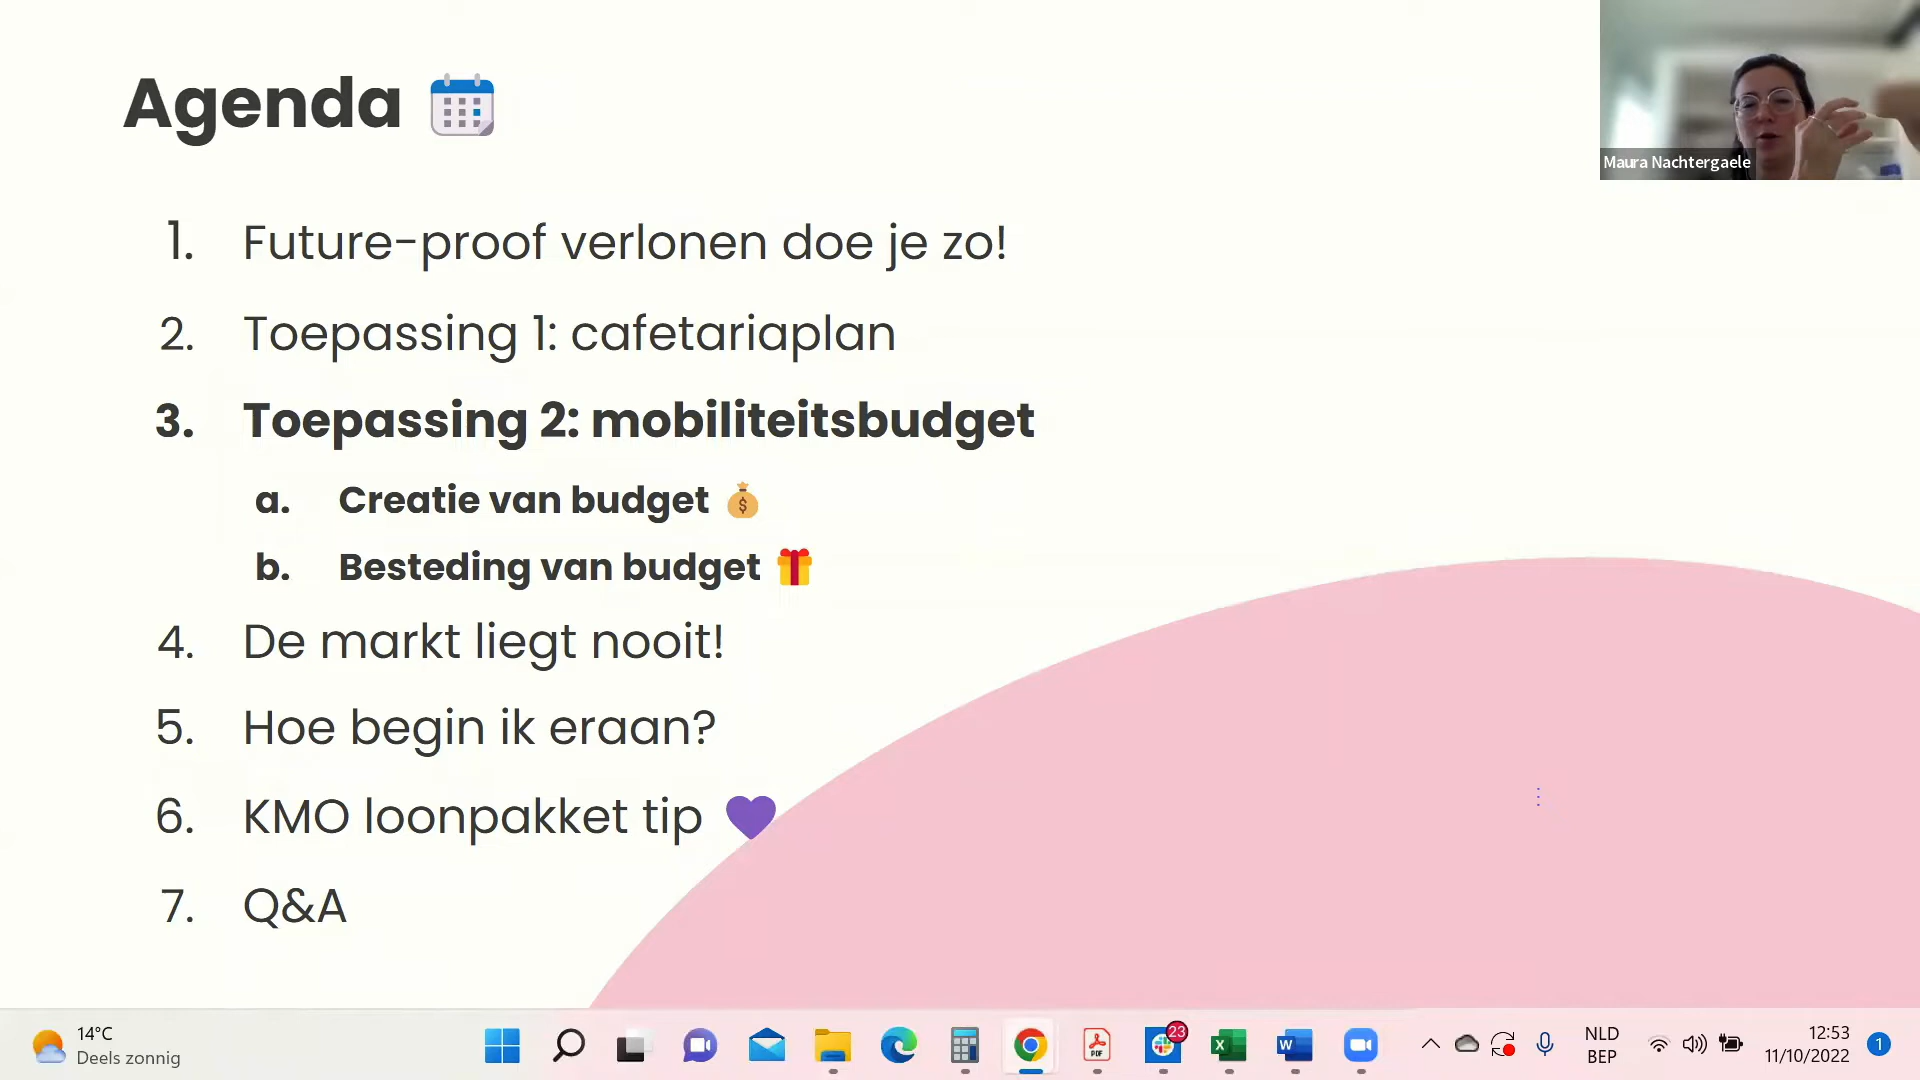 Agenda
Maura Nachtergaele
1. Future-proof verlonen doe je zo!
2. Toepassing 1: cafetariaplan
3. Toepassing 2: mobiliteitsbudget
a. Creatie van budget
b. Besteding van budget
4. De markt liegt nooit!
5. Hoe begin ik eraan?
6. KMO loonpakket tip
7. Q&A
14°C
Deels zonnig
23
NLD
BEP
12:53
11/10/2022
1